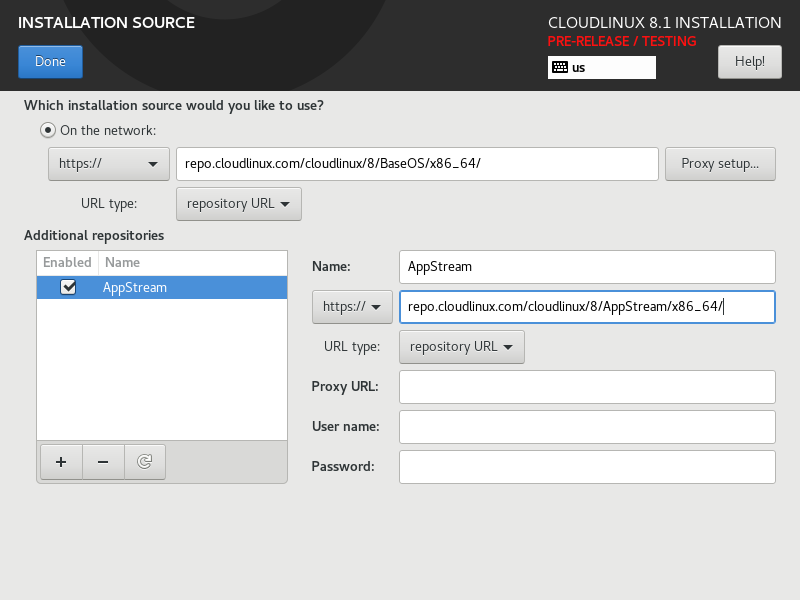 INSTALLATION SOURCE
CLOUDLINUX 8.1 INSTALLATION
PRE-RELEASE / TESTING
Done
us
Help!
Which installation source would you like to use?
On the network:
https://
repo.cloudlinux.com/cloudlinux/8/BaseOS/x86_64/
Proxy setup...
URL type:
repository URL
Additional repositories
Enabled Name
AppStream
Name:
AppStream
https://
repo.cloudlinux.com/cloudlinux/8/AppStream/x86_64/
URL type:
repository URL
Proxy URL:
User name:
Password: